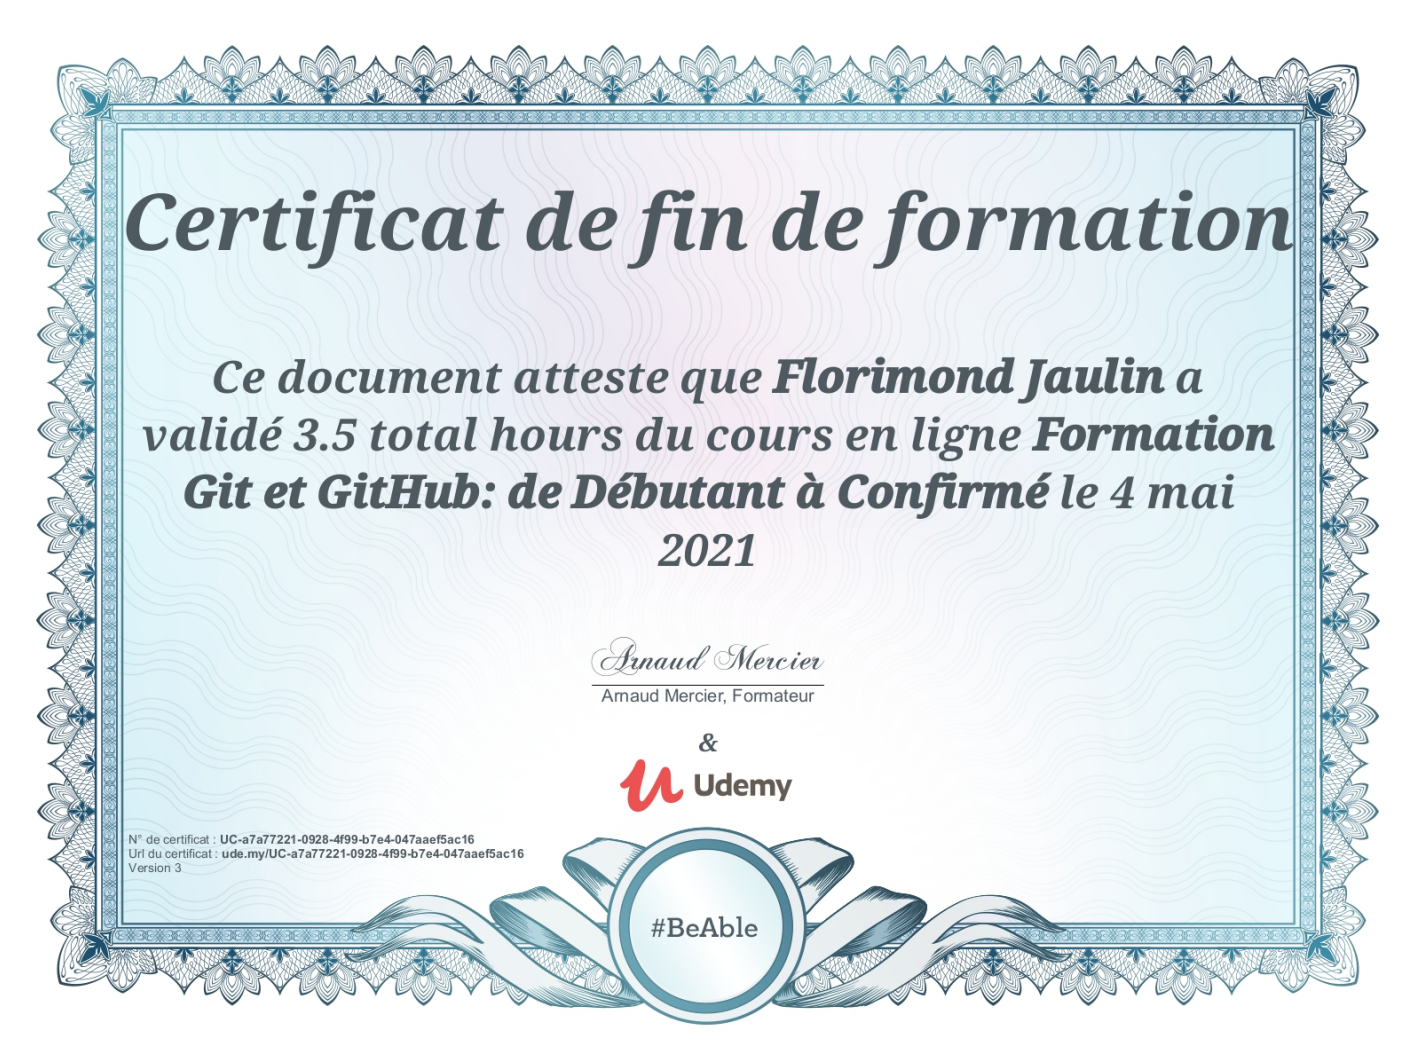 Certificat de fin de formation
Ce document atteste que Florimond Jaulin a
validé 3.5 total hours du cours en ligne Formation
Git et GitHub: de Débutant à Confirmé le 4 mai
2021
Arnaud Mercier
Arnaud Mercier, Formateur
&
Udemy
N° de certificat : UC-a7a77221-0928-4f99-b7e4-047aaef5ac16
Url du certificat : ude.my/UC-a7a77221-0928-4f99-b7e4-047aaef5ac16
Version 3
#BeAble